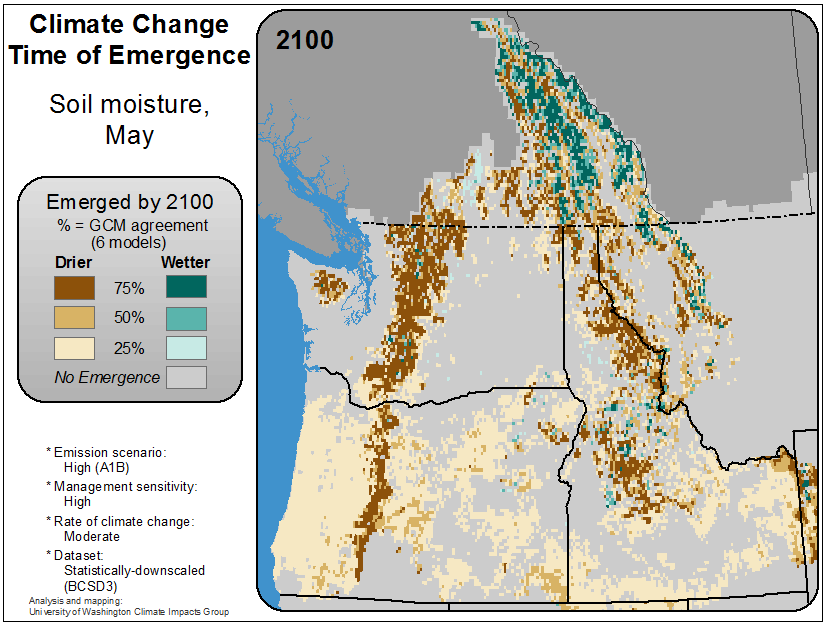 Climate Change
Time of Emergence
Soil moisture,
May
2100
Emerged by 2100
% = GCM agreement
(6 models)
Drier Wetter
75%
50%
25%
No Emergence
* Emission scenario:
High (A1B)
* Management sensitivity:
High
* Rate of climate change:
Moderate
* Dataset:
Statistically-downscaled
(BCSD3)
Analysis and mapping:
University of Washington Climate Impacts Group